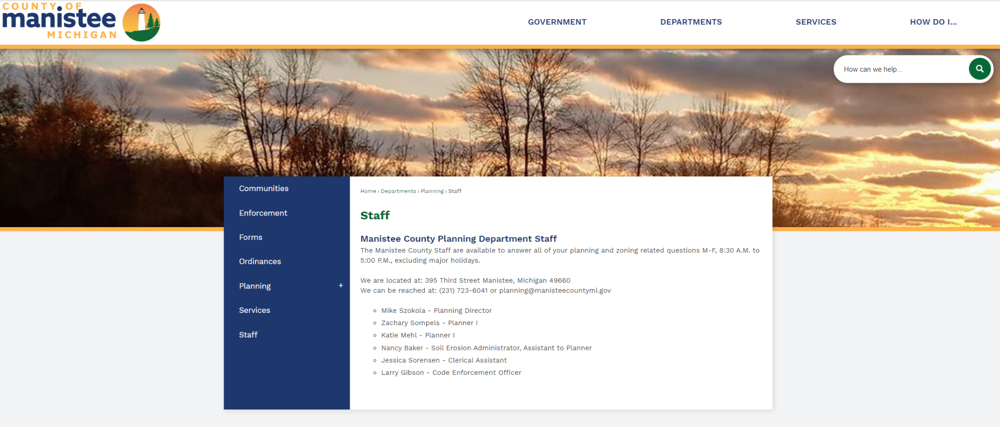 COUNTY OF
manistee
MICHIGAN
GOVERNMENT
DEPARTMENTS
SERVICES
HOW DO I...
How can we help...
Communities
Enforcement
Forms
Ordinances
Planning +
Services
Staff
Home › Departments › Planning › Staff
Staff
Manistee County Planning Department Staff
The Manistee County Staff are available to answer all of your planning and zoning related questions M-F, 8:30 A.M. to
5:00 P.M., excluding major holidays.
We are located at: 395 Third Street Manistee, Michigan 49660
We can be reached at: (231) 723-6041 or planning@manisteecountymi.gov
Mike Szokola - Planning Director
Zachary Sompels - Planner I
Katie Mehl - Planner I
Nancy Baker - Soil Erosion Administrator, Assistant to Planner
Jessica Sorensen - Clerical Assistant
Larry Gibson - Code Enforcement Officer